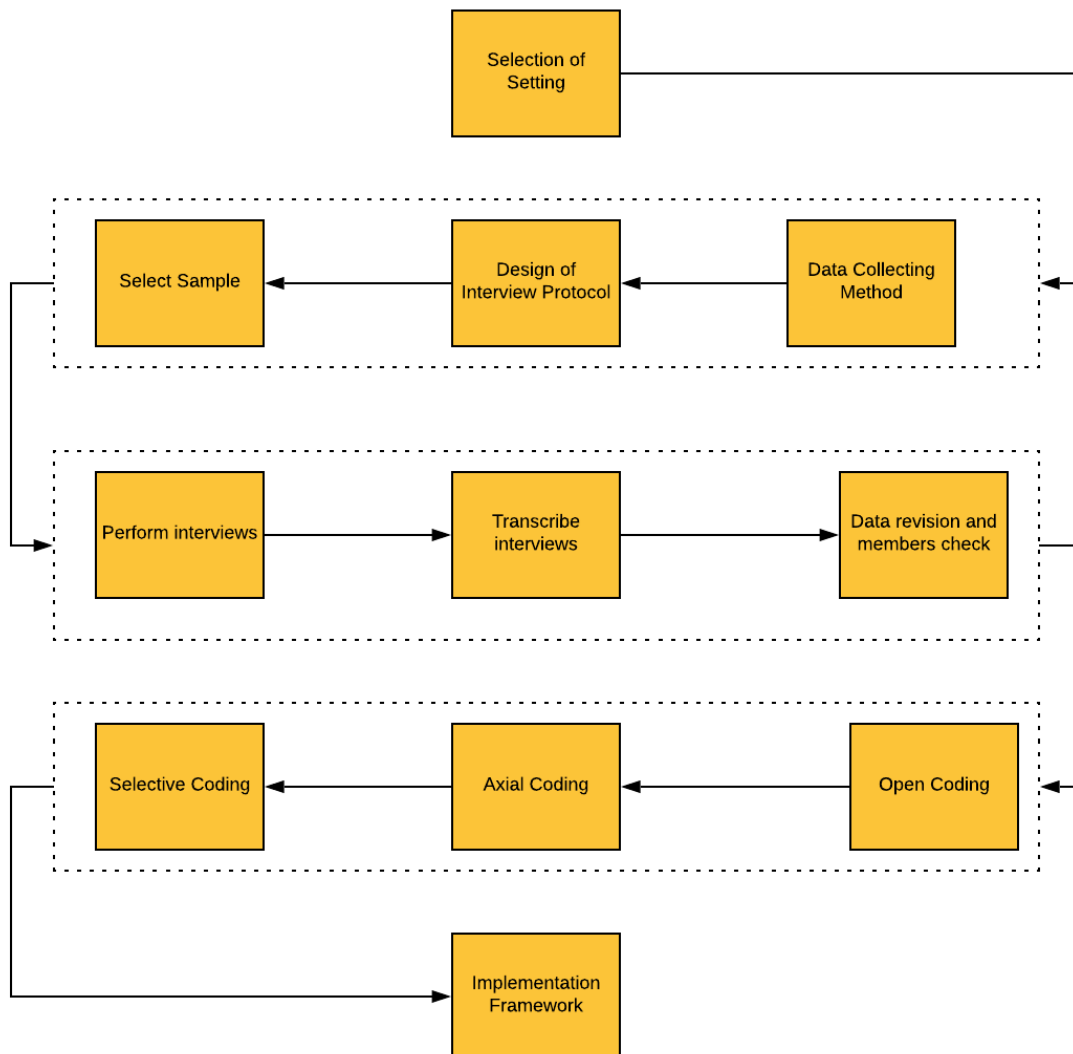 Selection of
Setting
Select Sample
Design of
Interview Protocol
Data Collecting
Method
Perform interviews
Transcribe
interviews
Data revision and
members check
Selective Coding
Axial Coding
Open Coding
Implementation
Framework